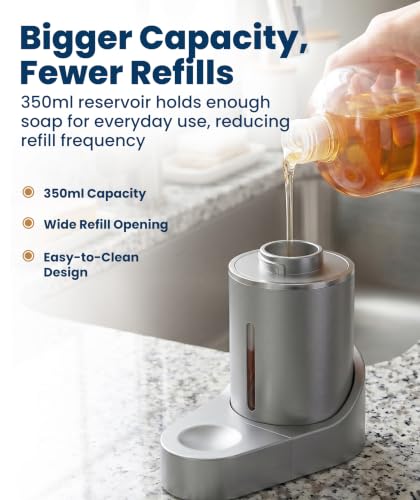 Bigger Capacity,
Fewer Refills
350ml reservoir holds enough
soap for everyday use, reducing
refill frequency
350ml Capacity
Wide Refill Opening
Easy-to-Clean
Design